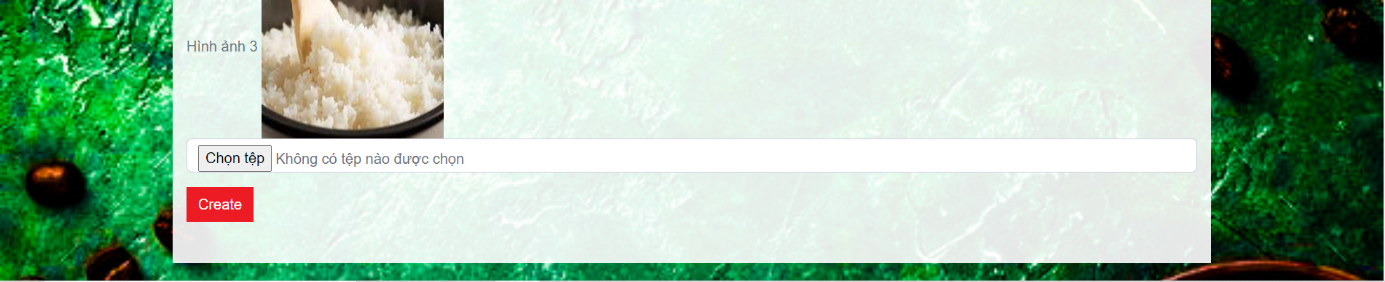 Hình ảnh 3
Chọn tệp Không có tệp nào được chọn
Create